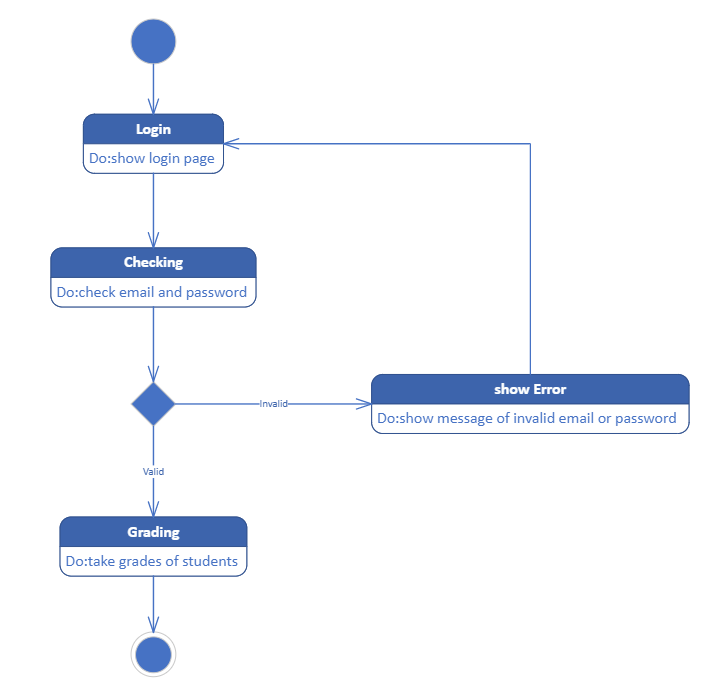 Login
Do:show login page
Checking
Do:check email and password
Invalid
show Error
Do:show message of invalid email or password
Valid
Grading
Do:take grades of students